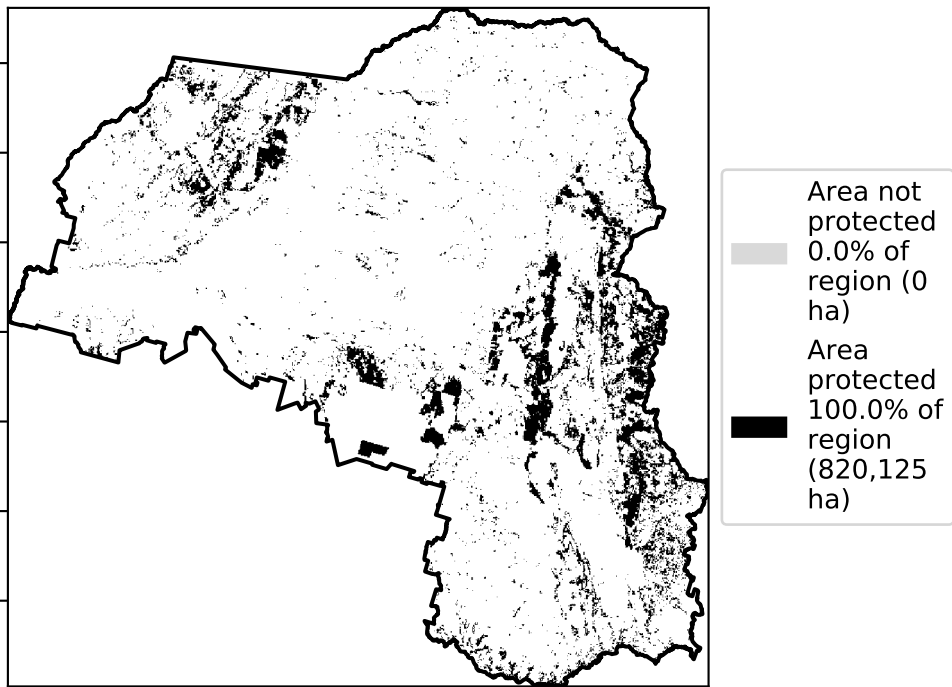 Area not
protected
0.0% of
region (0
ha)
Area
protected
100.0% of
region
(820,125
ha)